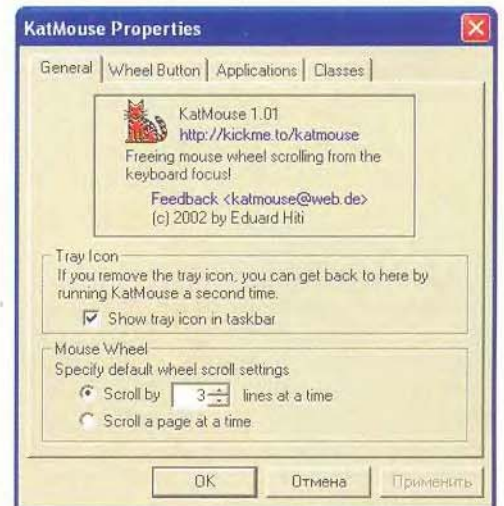 KatMouse Properties
General Wheel Button Applications Classes
KatMouse 1.01
http://kickme.to/katmouse
Freeing mouse wheel scrolling from the
keyboard focus!
Feedback <katmouse@web.de>
(c) 2002 by Eduard Hiti
Tray Icon
If you remove the tray icon, you can get back to here by
running KatMouse a second time.
Show tray icon in taskbar
Mouse Wheel
Specify default wheel scroll settings
Scroll by 3 lines at a time
Scroll a page at a time
OK Отмена Применить